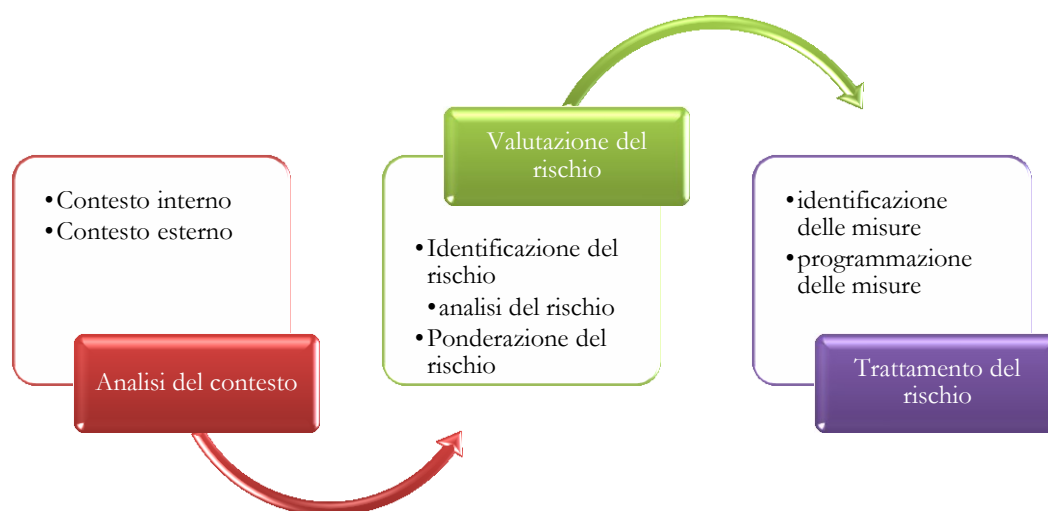 •Contesto interno
•Contesto esterno
Analisi del contesto
Valutazione del
rischio
•Identificazione del
rischio
•analisi del rischio
•Ponderazione del
rischio
•identificazione
delle misure
•programmazione
delle misure
Trattamento del
rischio